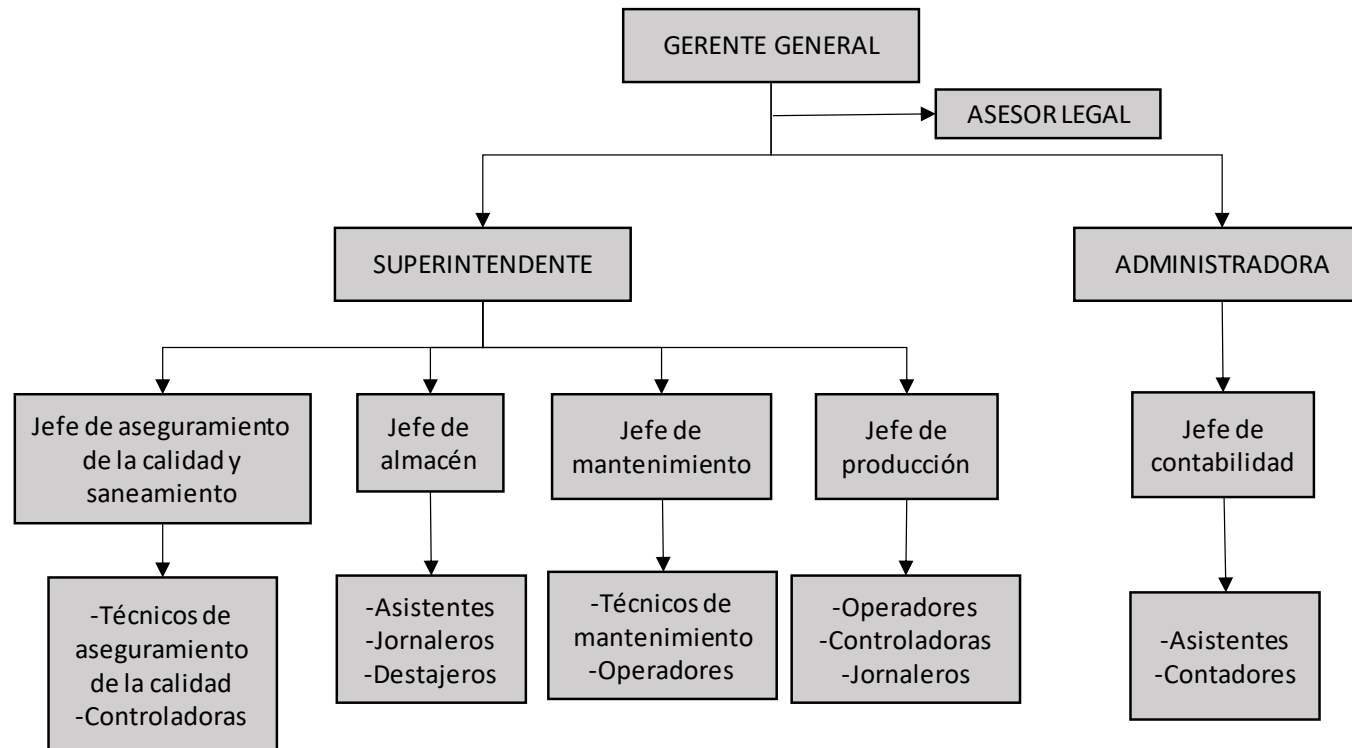 GERENTE GENERAL
ASESOR LEGAL
SUPERINTENDENTE
ADMINISTRADORA
Jefe de aseguramiento
de la calidad y
saneamiento
Jefe de
almacén
Jefe de
mantenimiento
Jefe de
producción
Jefe de
contabilidad
-Técnicos de
aseguramiento
de la calidad
-Controladoras
-Asistentes
-Jornaleros
-Destajeros
-Técnicos de
mantenimiento
-Operadores
-Operadores
-Controladoras
-Jornaleros
-Asistentes
-Contadores